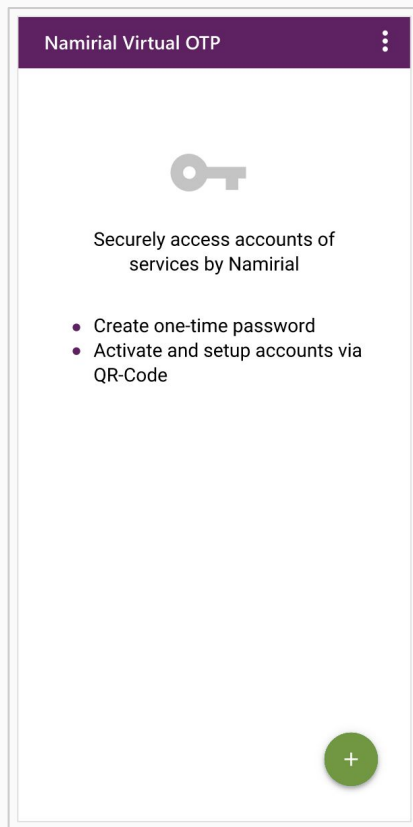 Namirial Virtual OTP
Securely access accounts of
services by Namirial
Create one-time password
Activate and setup accounts via
QR-Code
+